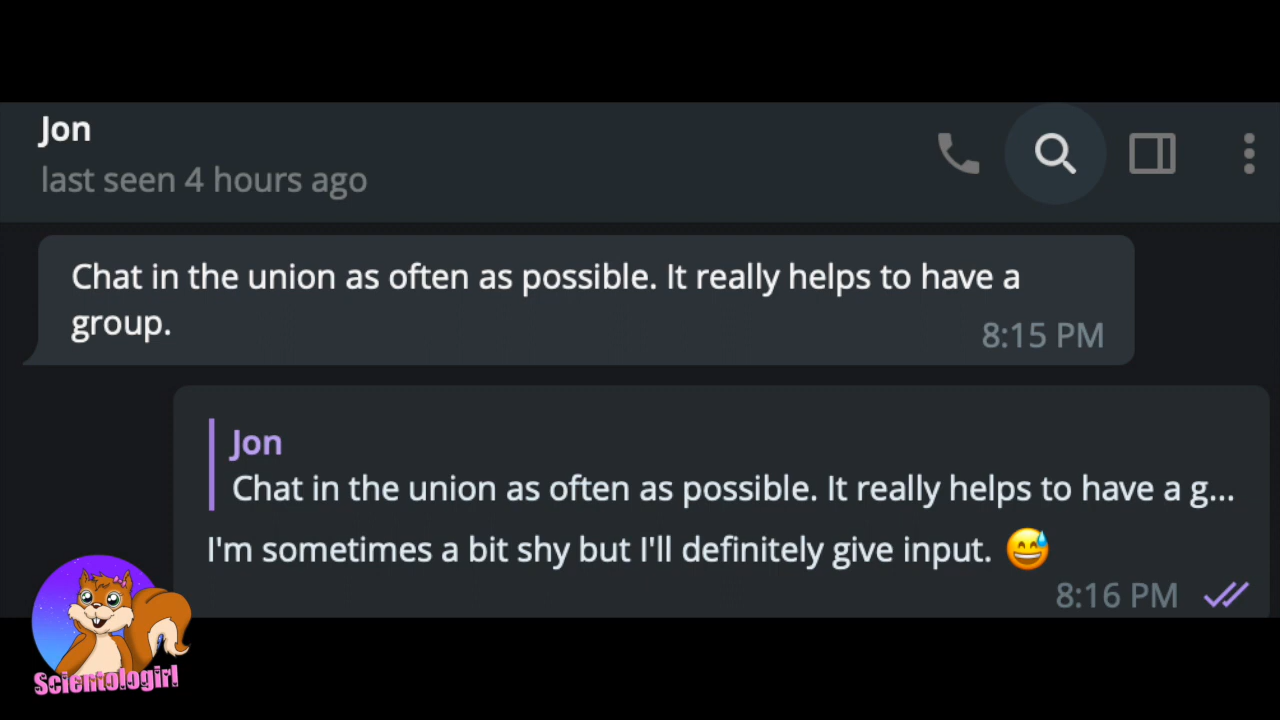 Jon
last seen 4 hours ago
Chat in the union as often as possible. It really helps to have a
group.
8:15 PM
Jon
Chat in the union as often as possible. It really helps to have a g...
I'm sometimes a bit shy but I'll definitely give input. 😅
8:16 PM
Scientologirl